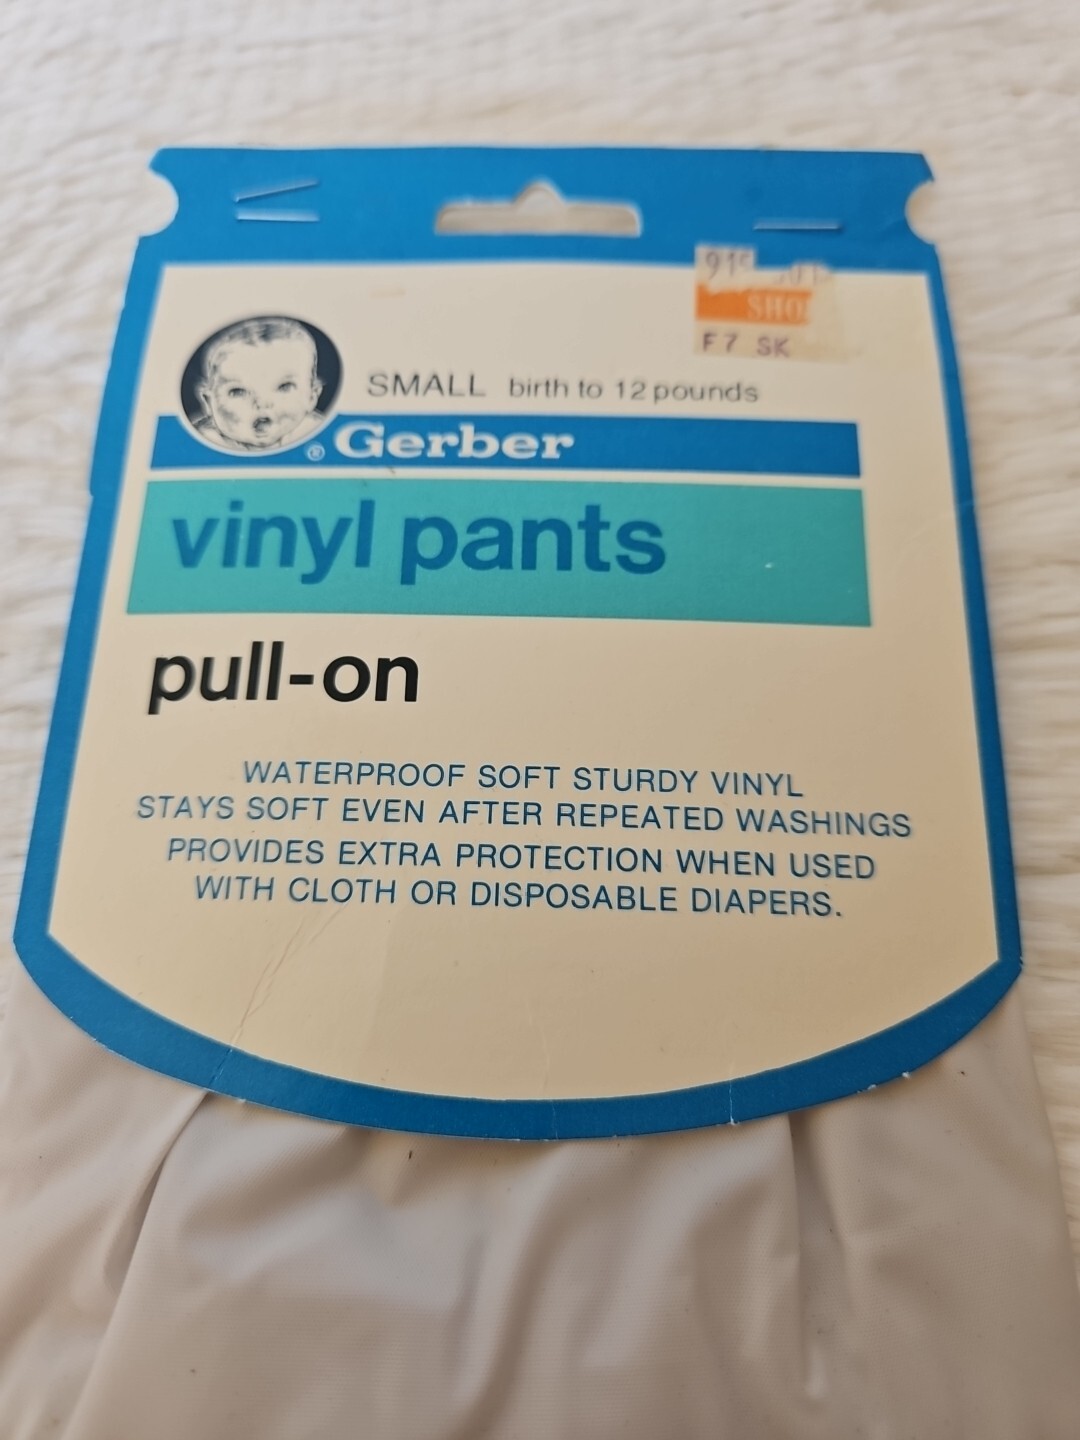 91¢
SHO
F7 SK
SMALL birth to 12 pounds
® Gerber
vinyl pants
pull-on
WATERPROOF SOFT STURDY VINYL
STAYS SOFT EVEN AFTER REPEATED WASHINGS
PROVIDES EXTRA PROTECTION WHEN USED
WITH CLOTH OR DISPOSABLE DIAPERS.